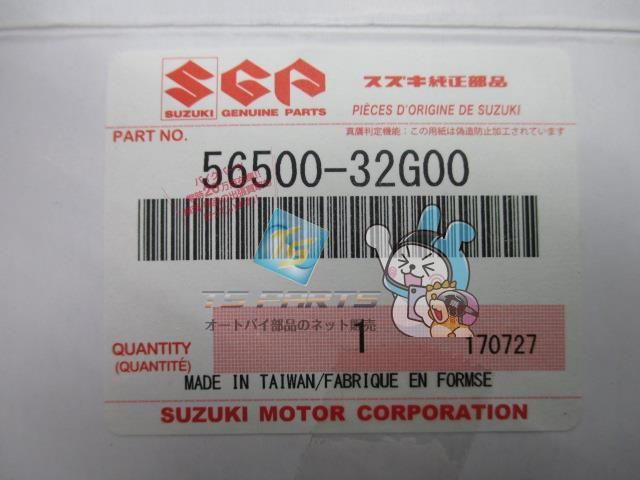 SGP
スズキ純正部品
SUZUKI GENUINE PARTS
PIÈCES D'ORIGINE DE SUZUKI
PART NO.
真贋判定機能：この用紙は偽造防止加工されています
56500-32G00
TS PARTS
オートバイ部品のネット販売
QUANTITY
(QUANTITÉ)
1
170727
MADE IN TAIWAN/FABRIQUE EN FORMSE
SUZUKI MOTOR CORPORATION